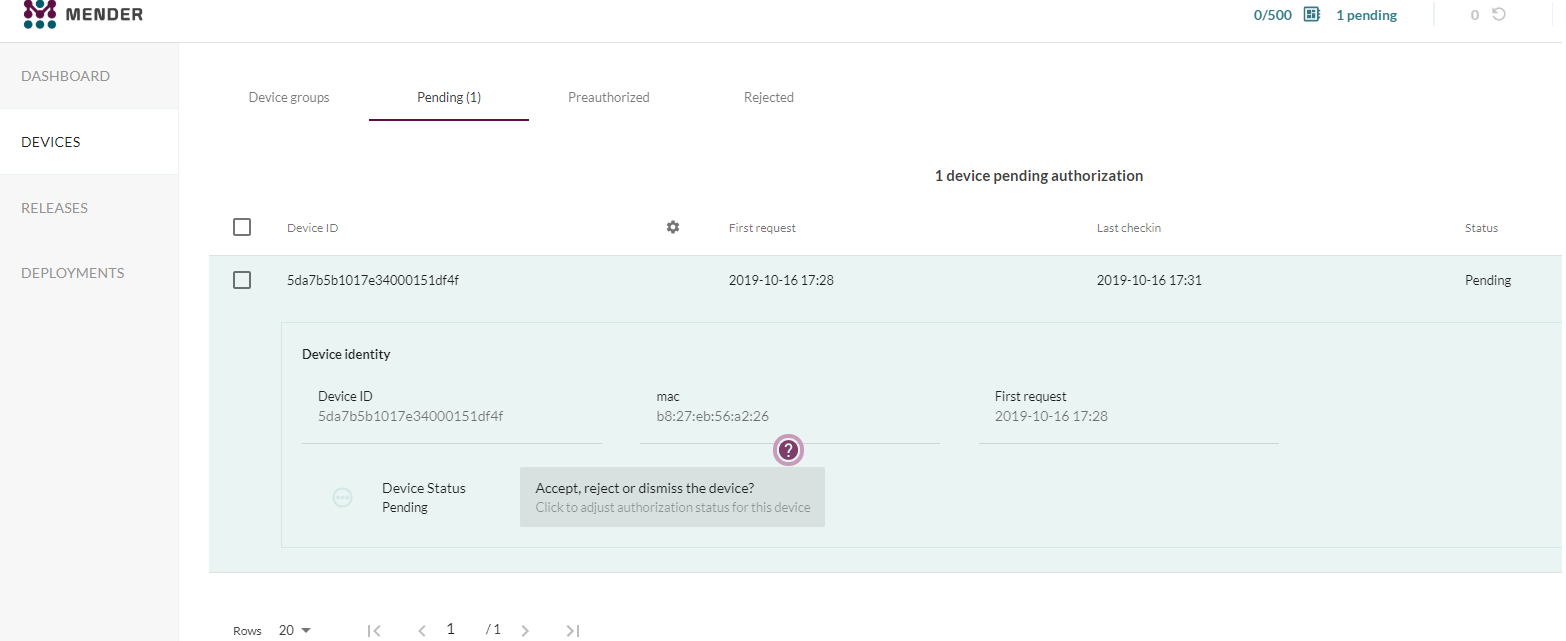 MENDER
0/500 1 pending 0
DASHBOARD
DEVICES
RELEASES
DEPLOYMENTS
Device groups Pending (1) Preauthorized Rejected
1 device pending authorization
Device ID First request Last checkin Status
5da7b5b1017e34000151df4f 2019-10-16 17:28 2019-10-16 17:31 Pending
Device identity
Device ID mac First request
5da7b5b1017e34000151df4f b8:27:eb:56:a2:26 2019-10-16 17:28
?
Device Status Accept, reject or dismiss the device?
Pending Click to adjust authorization status for this device
Rows 20 1 / 1